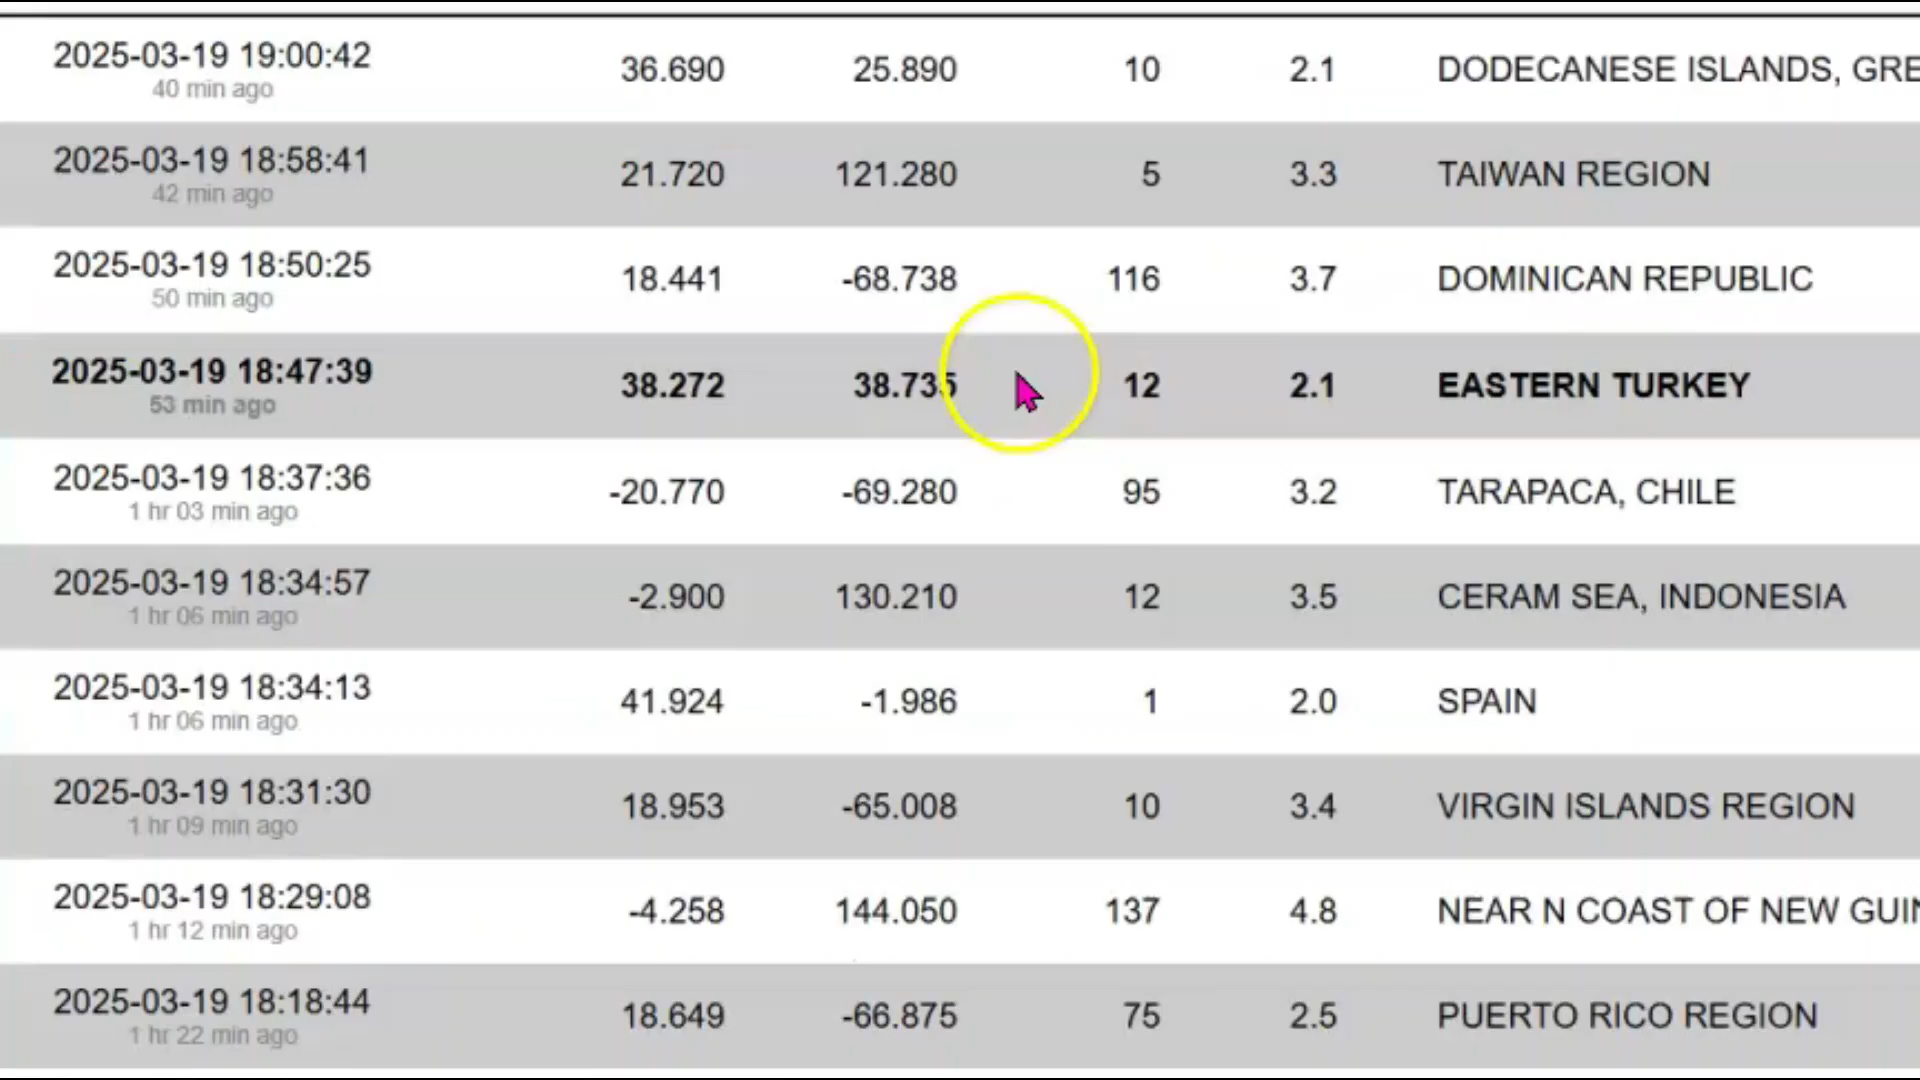 2025-03-19 19:00:42 36.690 25.890 10 2.1 DODECANESE ISLANDS, GRE
40 min ago
2025-03-19 18:58:41 21.720 121.280 5 3.3 TAIWAN REGION
42 min ago
2025-03-19 18:50:25 18.441 -68.738 116 3.7 DOMINICAN REPUBLIC
50 min ago
2025-03-19 18:47:39 38.272 38.735 12 2.1 EASTERN TURKEY
53 min ago
2025-03-19 18:37:36 -20.770 -69.280 95 3.2 TARAPACA, CHILE
1 hr 03 min ago
2025-03-19 18:34:57 -2.900 130.210 12 3.5 CERAM SEA, INDONESIA
1 hr 06 min ago
2025-03-19 18:34:13 41.924 -1.986 1 2.0 SPAIN
1 hr 06 min ago
2025-03-19 18:31:30 18.953 -65.008 10 3.4 VIRGIN ISLANDS REGION
1 hr 09 min ago
2025-03-19 18:29:08 -4.258 144.050 137 4.8 NEAR N COAST OF NEW GUIN
1 hr 12 min ago
2025-03-19 18:18:44 18.649 -66.875 75 2.5 PUERTO RICO REGION
1 hr 22 min ago